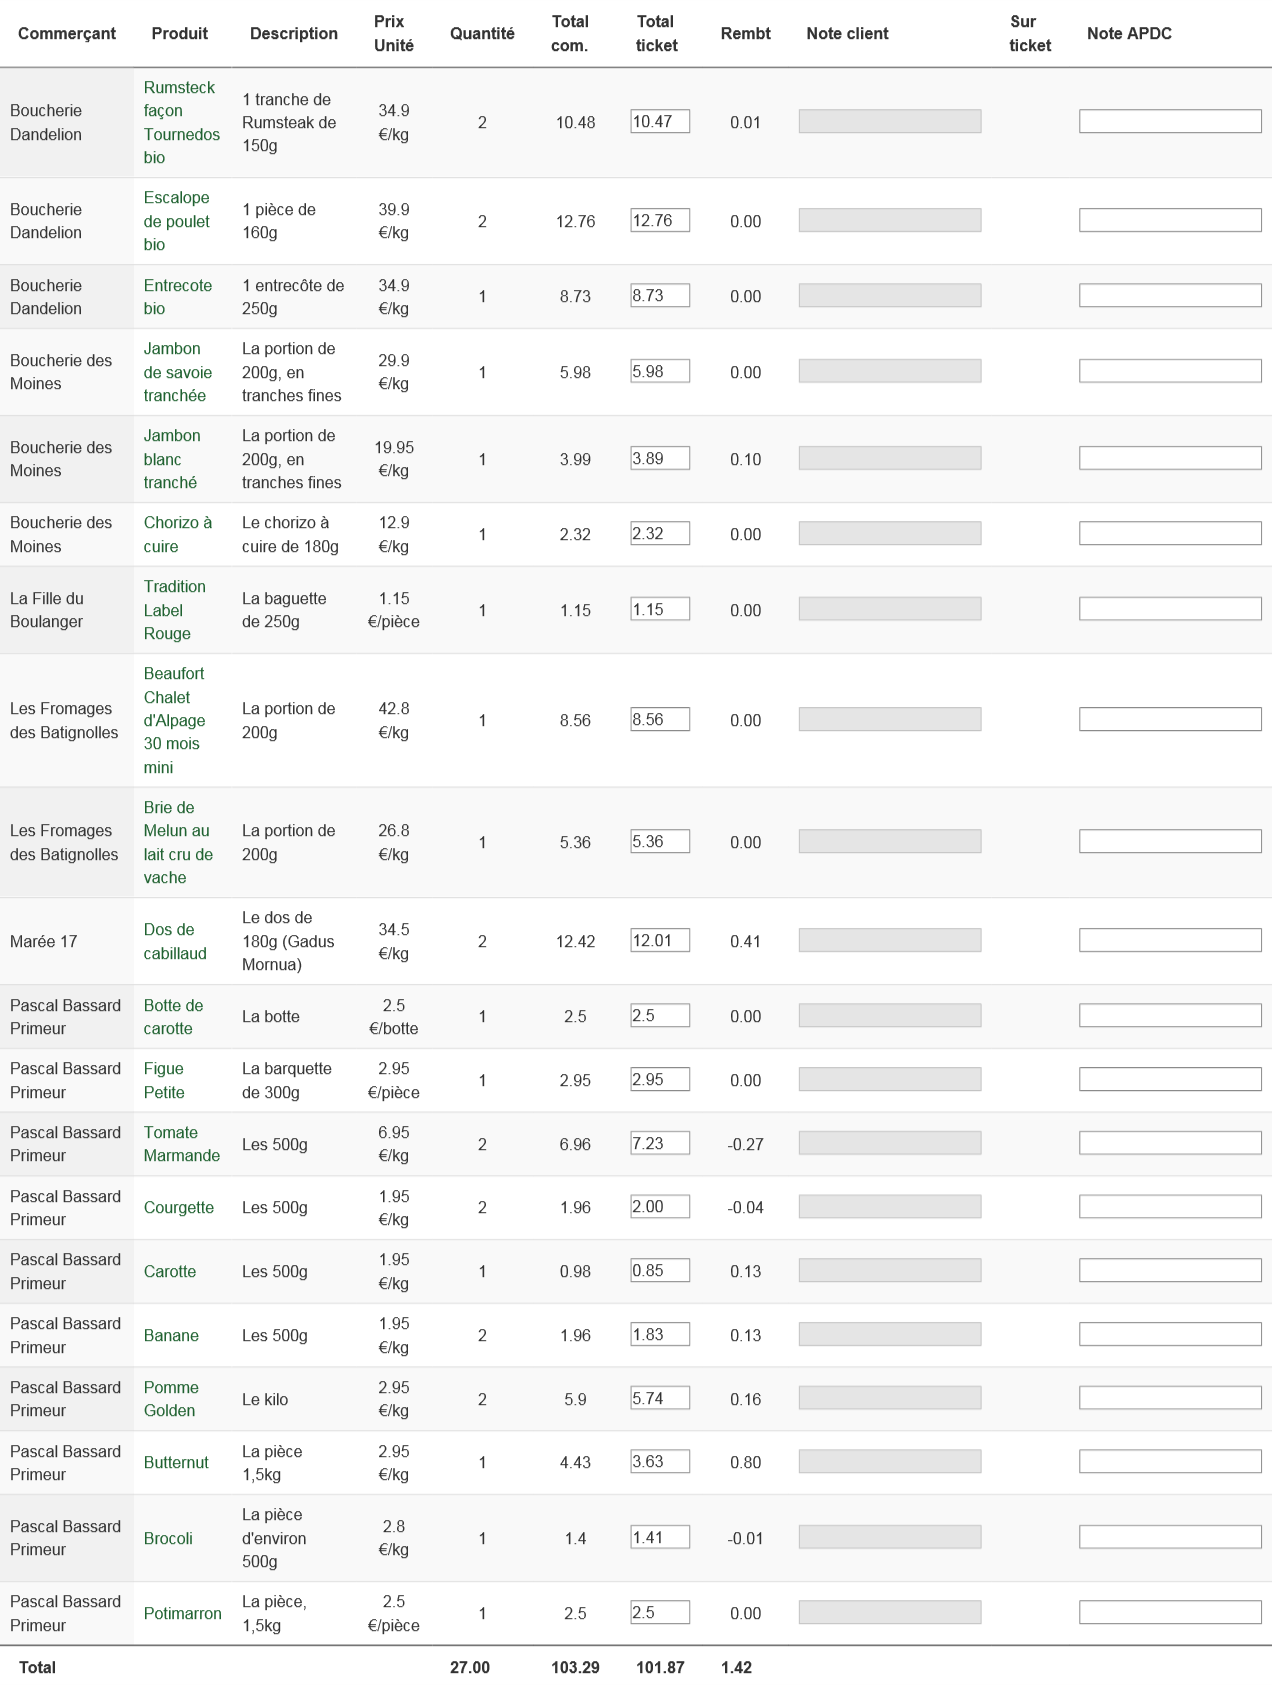 Commerçant Produit Description Prix Unité Quantité Total com. Total ticket Rembt Note client Sur ticket Note APDC
Boucherie Dandelion Rumsteck façon Tournedos bio 1 tranche de Rumsteak de 150g 34.9 €/kg 2 10.48 10.47 0.01
Boucherie Dandelion Escalope de poulet bio 1 pièce de 160g 39.9 €/kg 2 12.76 12.76 0.00
Boucherie Dandelion Entrecote bio 1 entrecôte de 250g 34.9 €/kg 1 8.73 8.73 0.00
Boucherie des Moines Jambon de savoie tranchée La portion de 200g, en tranches fines 29.9 €/kg 1 5.98 5.98 0.00
Boucherie des Moines Jambon blanc tranché La portion de 200g, en tranches fines 19.95 €/kg 1 3.99 3.89 0.10
Boucherie des Moines Chorizo à cuire Le chorizo à cuire de 180g 12.9 €/kg 1 2.32 2.32 0.00
La Fille du Boulanger Tradition Label Rouge La baguette de 250g 1.15 €/pièce 1 1.15 1.15 0.00
Les Fromages des Batignolles Beaufort Chalet d'Alpage 30 mois mini La portion de 200g 42.8 €/kg 1 8.56 8.56 0.00
Les Fromages des Batignolles Brie de Melun au lait cru de vache La portion de 200g 26.8 €/kg 1 5.36 5.36 0.00
Marée 17 Dos de cabillaud Le dos de 180g (Gadus Mornua) 34.5 €/kg 2 12.42 12.01 0.41
Pascal Bassard Primeur Botte de carotte La botte 2.5 €/botte 1 2.5 2.5 0.00
Pascal Bassard Primeur Figue Petite La barquette de 300g 2.95 €/pièce 1 2.95 2.95 0.00
Pascal Bassard Primeur Tomate Marmande Les 500g 6.95 €/kg 2 6.96 7.23 -0.27
Pascal Bassard Primeur Courgette Les 500g 1.95 €/kg 2 1.96 2.00 -0.04
Pascal Bassard Primeur Carotte Les 500g 1.95 €/kg 1 0.98 0.85 0.13
Pascal Bassard Primeur Banane Les 500g 1.95 €/kg 2 1.96 1.83 0.13
Pascal Bassard Primeur Pomme Golden Le kilo 2.95 €/kg 2 5.9 5.74 0.16
Pascal Bassard Primeur Butternut La pièce 1,5kg 2.95 €/kg 1 4.43 3.63 0.80
Pascal Bassard Primeur Brocoli La pièce d'environ 500g 2.8 €/kg 1 1.4 1.41 -0.01
Pascal Bassard Primeur Potimarron La pièce, 1,5kg 2.5 €/pièce 1 2.5 2.5 0.00
Total 27.00 103.29 101.87 1.42